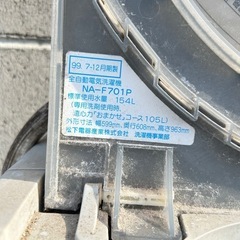 99. 7-12月期製
全自動電気洗濯機
NA-F701P
標準使用水量 154L
(専用洗剤使用時、
遠心力「おまかせ」コース105L)
外形寸法 幅599mm、奥行608mm、高さ963mm
松下電器産業株式会社 洗濯機事業部